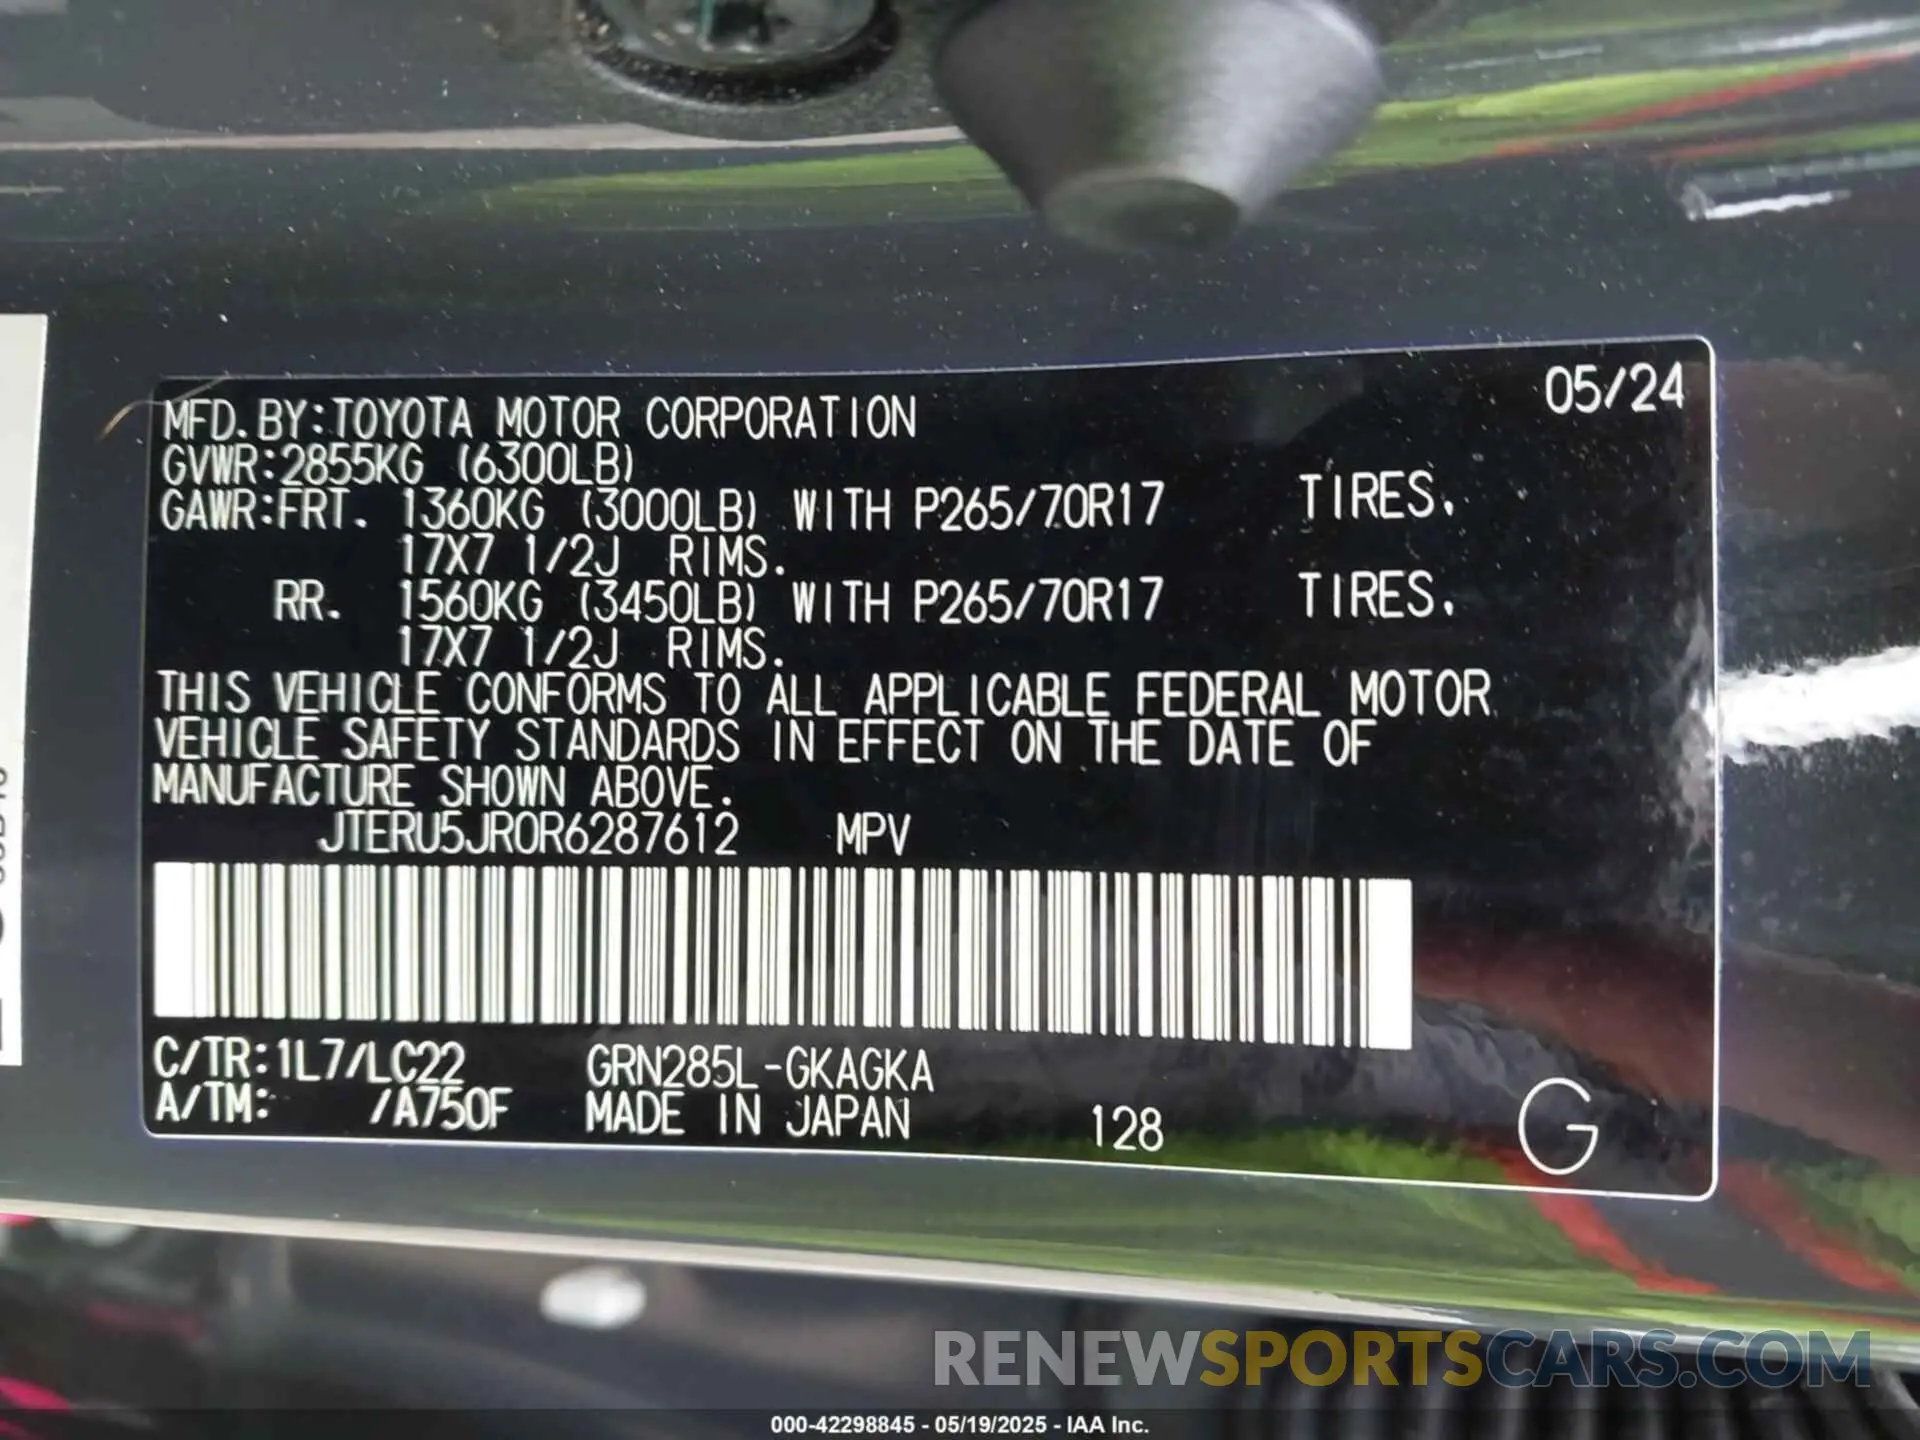 05/24
MFD.BY:TOYOTA MOTOR CORPORATION
GVWR:2855KG (6300LB)
GAWR:FRT. 1360KG (3000LB) WITH P265/70R17 TIRES.
17X7 1/2J RIMS.
RR. 1560KG (3450LB) WITH P265/70R17 TIRES.
17X7 1/2J RIMS.
THIS VEHICLE CONFORMS TO ALL APPLICABLE FEDERAL MOTOR
VEHICLE SAFETY STANDARDS IN EFFECT ON THE DATE OF
MANUFACTURE SHOWN ABOVE.
JTERU5JR0R6287612 MPV
C/TR:1L7/LC22 GRN285L-GKAGKA
A/TM: /A750F MADE IN JAPAN 128 G
RENEWSPORTSCARS.COM
000-42298845 - 05/19/2025 - IAA Inc.